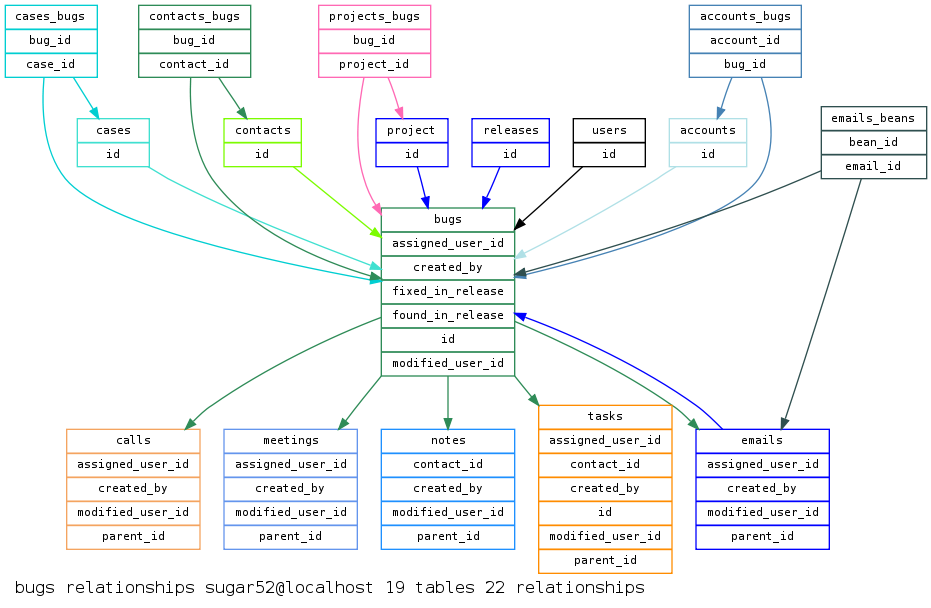 cases_bugs
bug_id
case_id
contacts_bugs
bug_id
contact_id
projects_bugs
bug_id
project_id
accounts_bugs
account_id
bug_id
emails_beans
bean_id
email_id
cases
id
contacts
id
project
id
releases
id
users
id
accounts
id
bugs
assigned_user_id
created_by
fixed_in_release
found_in_release
id
modified_user_id
calls
assigned_user_id
created_by
modified_user_id
parent_id
meetings
assigned_user_id
created_by
modified_user_id
parent_id
notes
contact_id
created_by
modified_user_id
parent_id
tasks
assigned_user_id
contact_id
created_by
id
modified_user_id
parent_id
emails
assigned_user_id
created_by
modified_user_id
parent_id
bugs relationships sugar52@localhost 19 tables 22 relationships